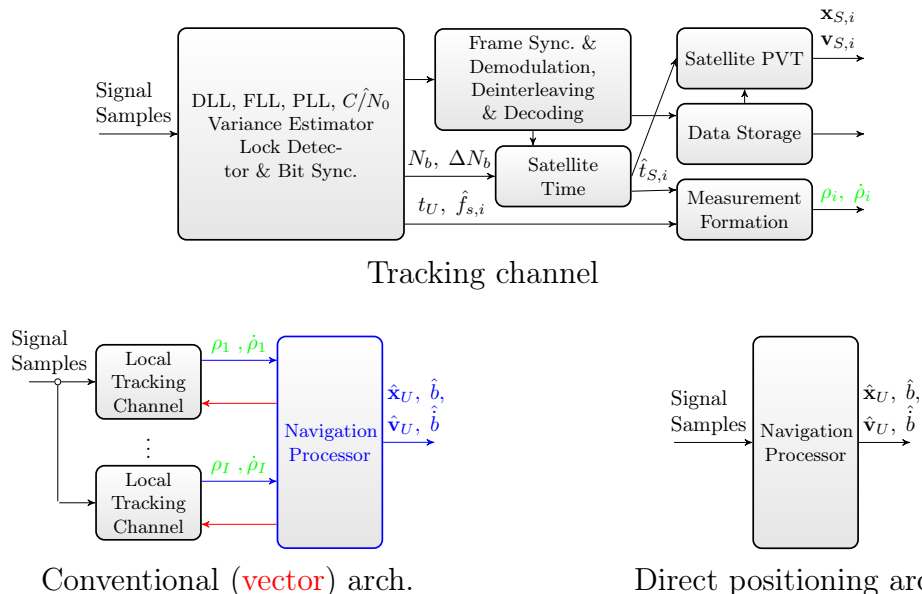 Signal
Samples
DLL, FLL, PLL, Ĉ/N₀
Variance Estimator
Lock Detec-
tor & Bit Sync.
Frame Sync. &
Demodulation,
Deinterleaving
& Decoding
N_b, ΔN_b
Satellite
Time
t_U, f̂_{s,i}
t̂_{S,i}
Satellite PVT
Data Storage
Measurement
Formation
𝐱_{S,i}
𝐯_{S,i}
ρ_i, ρ̇_i
Tracking channel
Signal
Samples
Local
Tracking
Channel
ρ₁ , ρ̇₁
⋮
Local
Tracking
Channel
ρ_I , ρ̇_I
Navigation
Processor
𝐱̂_U, b̂,
𝐯̂_U, ḃ̂
Conventional (vector) arch.
Signal
Samples
Navigation
Processor
𝐱̂_U, b̂,
𝐯̂_U, ḃ̂
Direct positioning arc